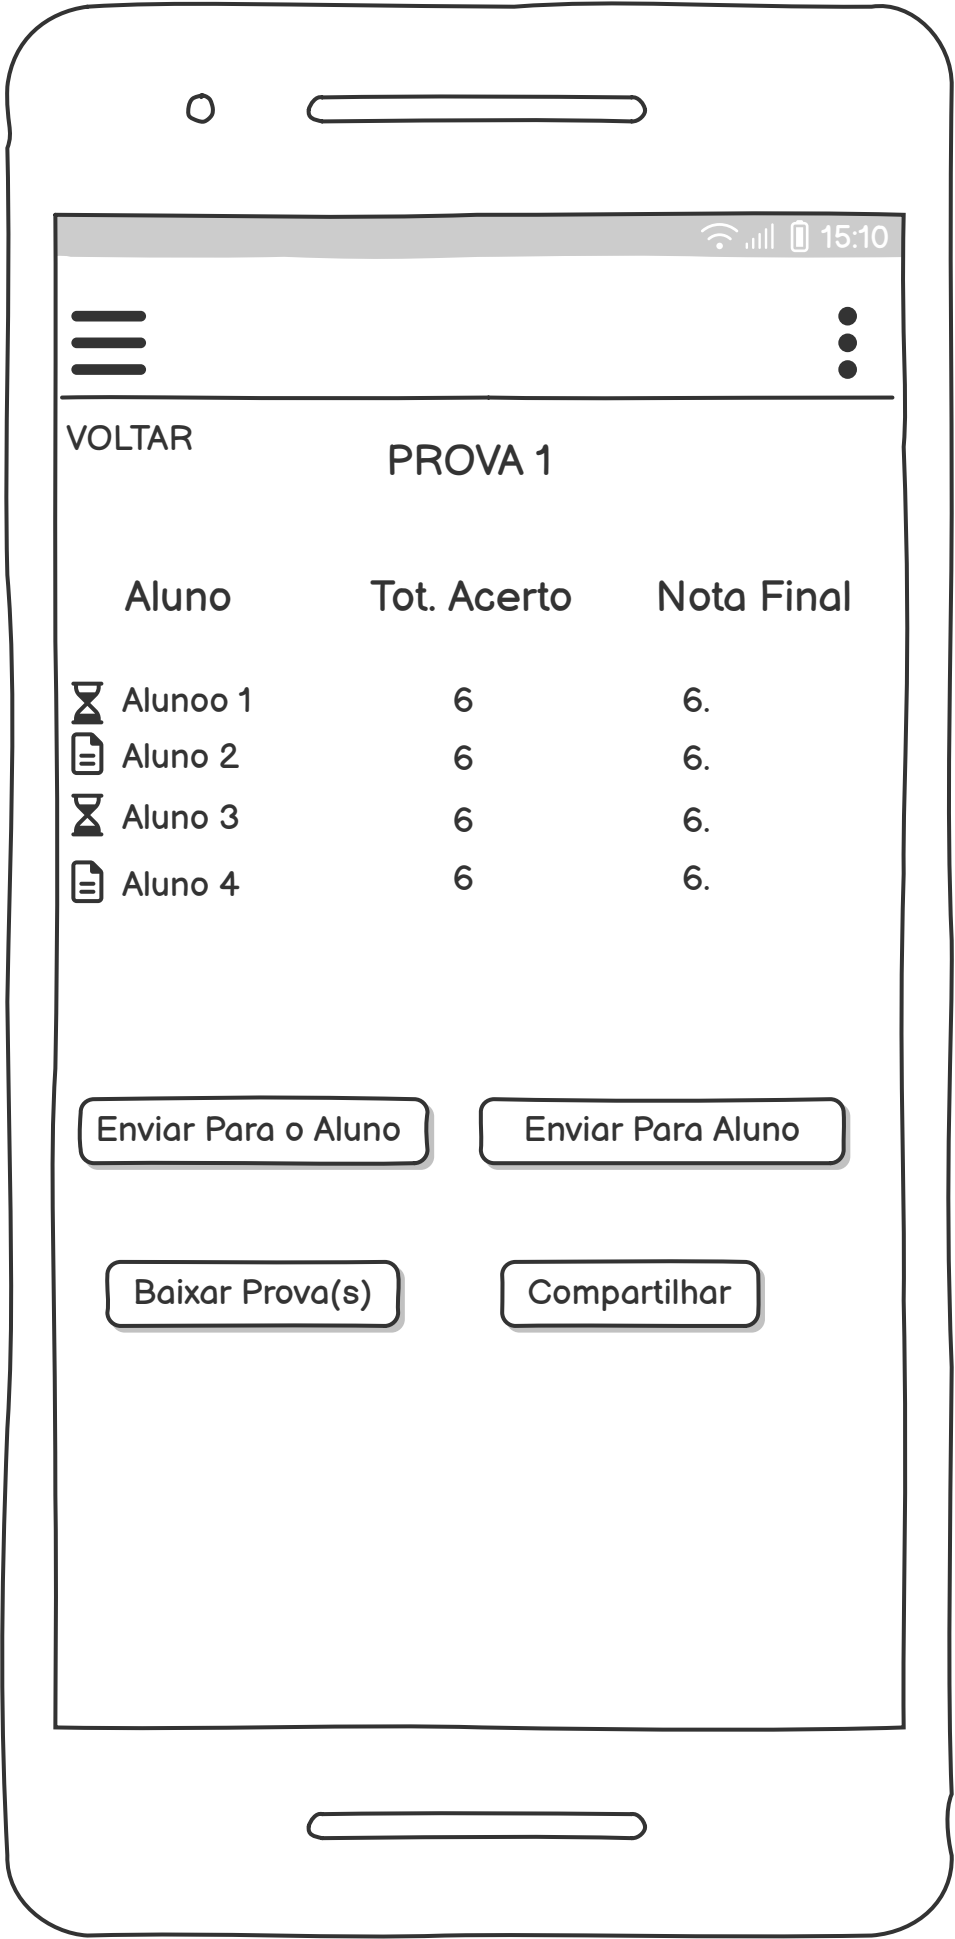 15:10
VOLTAR
PROVA 1
Aluno Tot. Acerto Nota Final
Alunoo 1 6 6.
Aluno 2 6 6.
Aluno 3 6 6.
Aluno 4 6 6.
Enviar Para o Aluno Enviar Para Aluno
Baixar Prova(s) Compartilhar